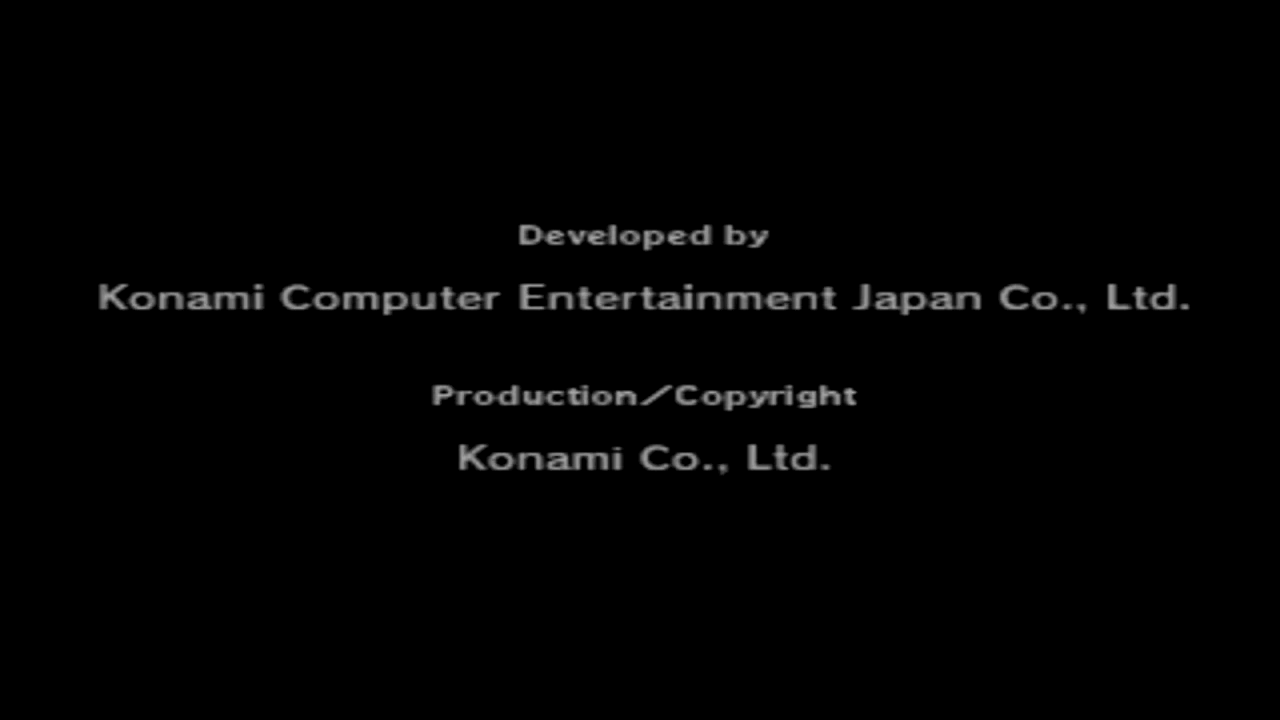 Developed by
Konami Computer Entertainment Japan Co., Ltd.
Production／Copyright
Konami Co., Ltd.